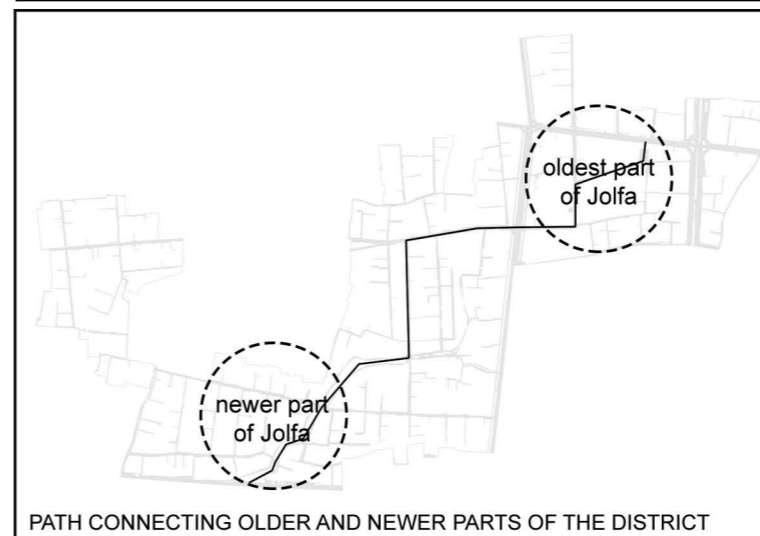 oldest part
of Jolfa
newer part
of Jolfa
PATH CONNECTING OLDER AND NEWER PARTS OF THE DISTRICT